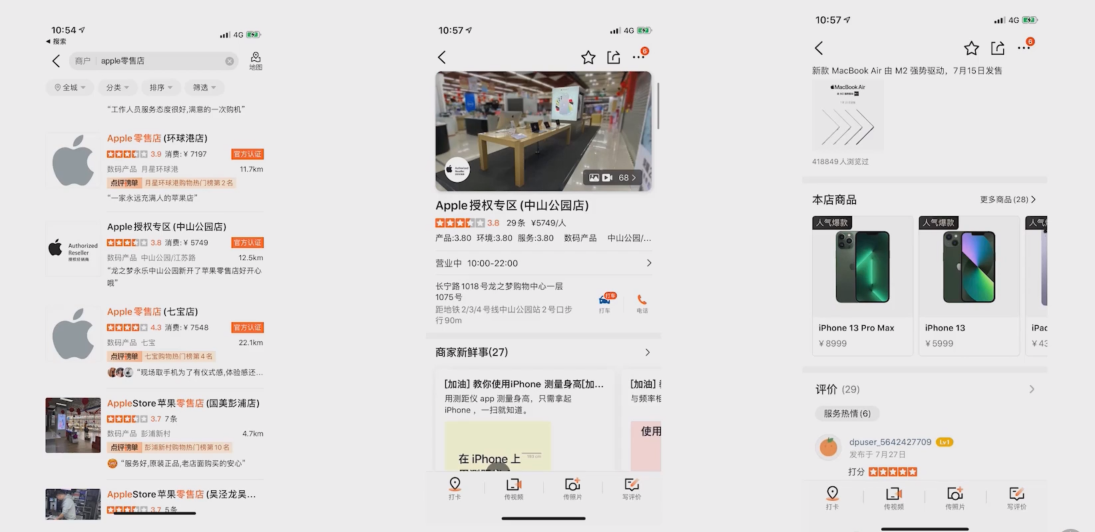 10:54
4G
搜索
商户
apple零售店
地图
全城
分类
排序
筛选
“工作人员服务态度很好,满意的一次购机”
Apple零售店(环球港店)
3.9 消费: ¥ 7197
官方认证
数码产品 月星环球港
11.7km
点评榜单 月星环球港购物热门榜第2名
“一家永远充满人的苹果店”
Authorized
Reseller
授权经销商
Apple授权专区(中山公园店)
3.8 消费: ¥ 5749
官方认证
数码产品 中山公园/江苏路
12.5km
“龙之梦永乐中山公园新开了苹果零售店好开心
哦”
Apple零售店(七宝店)
4.3 消费: ¥ 7548
官方认证
数码产品 七宝
22.1km
点评榜单 七宝购物热门榜第4名
“现场取手机为了有仪式感,体验感还...
AppleStore苹果零售店(国美彭浦店)
3.7 7条
数码产品 彭浦新村
4.7km
点评榜单 彭浦新村购物热门榜第10名
“服务好,原装正品,老店面购买的安心”
AppleStore苹果零售店(吴泾龙吴...
3.7 5条
10:57
4G
6
68
Apple授权专区(中山公园店)
3.8 29条 ¥5749/人
产品:3.80 环境:3.80 服务:3.80 数码产品 中山公园/...
营业中 10:00-22:00
长宁路1018号龙之梦购物中心一层
1075号
距地铁2/3/4号线中山公园站2号口步
行90m
打车
打车
电话
商家新鲜事(27)
[加油] 教你使用iPhone 测量身高[加...
用测距仪 app 测量身高，只需拿起
iPhone ，一扫就知道。
在 iPhone 上
[加油]
与频率相
使用
打卡
传视频
传照片
写评价
10:57
4G
6
新款 MacBook Air 由 M2 强势驱动，7月15日发售
MacBook Air
418849人浏览过
本店商品
更多商品(28)
人气爆款
iPhone 13 Pro Max
¥ 8999
人气爆款
iPhone 13
¥ 5999
人气爆
iPac
¥ 43
评价 (29)
服务热情(6)
dpuser_5642427709
Lv1
发布于 7月27日
打分
打卡
传视频
传照片
写评价